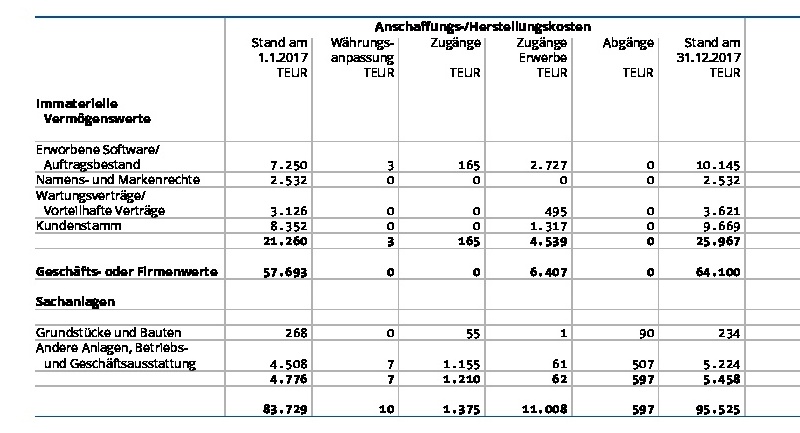 Anschaffungs-/Herstellungskosten
Stand am Währungs- Zugänge Zugänge Abgänge Stand am
1.1.2017 anpassung Erwerbe 31.12.2017
TEUR TEUR TEUR TEUR TEUR TEUR
Immaterielle
Vermögenswerte
Erworbene Software/
Auftragsbestand 7.250 3 165 2.727 0 10.145
Namens- und Markenrechte 2.532 0 0 0 0 2.532
Wartungsverträge/
Vorteilhafte Verträge 3.126 0 0 495 0 3.621
Kundenstamm 8.352 0 0 1.317 0 9.669
21.260 3 165 4.539 0 25.967
Geschäfts- oder Firmenwerte 57.693 0 0 6.407 0 64.100
Sachanlagen
Grundstücke und Bauten 268 0 55 1 90 234
Andere Anlagen, Betriebs-
und Geschäftsausstattung 4.508 7 1.155 61 507 5.224
4.776 7 1.210 62 597 5.458
83.729 10 1.375 11.008 597 95.525